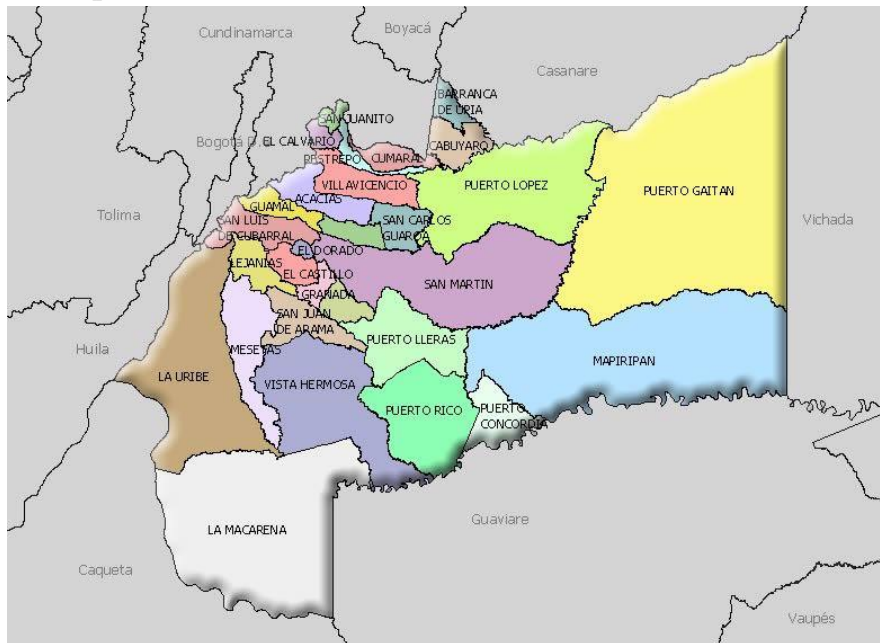 Boyacá
Cundinamarca
Casanare
BARRANCA
DE UPIA
SAN JUANITO
Bogotá D.
EL CALVARIO
CABUYARO
RESTREPO
CUMARAL
VILLAVICENCIO
PUERTO LOPEZ
PUERTO GAITAN
ACACIAS
GUAMAL
Tolima
SAN LUIS
DE CUBARRAL
SAN CARLOS
GUAROA
Vichada
EL DORADO
LEJANIAS
EL CASTILLO
SAN MARTIN
GRANADA
SAN JUAN
DE ARAMA
PUERTO LLERAS
Huila
MESETAS
MAPIRIPAN
LA URIBE
VISTA HERMOSA
PUERTO RICO
PUERTO
CONCORDIA
Guaviare
LA MACARENA
Caqueta
Vaupés